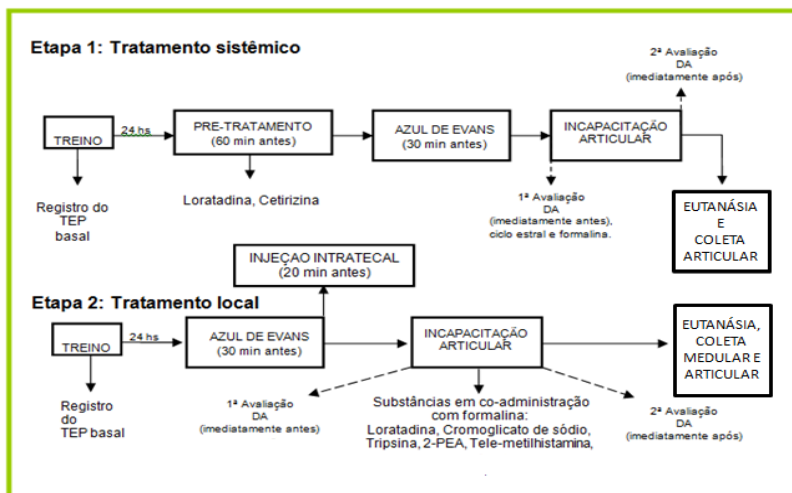 Etapa 1: Tratamento sistêmico
2ª Avaliação
DA
(imediatamente após)
TREINO
24 hs
PRE-TRATAMENTO
(60 min antes)
AZUL DE EVANS
(30 min antes)
INCAPACITAÇÃO
ARTICULAR
Registro do
TEP
basal
Loratadina, Cetirizina
1ª Avaliação
DA
(imediatamente antes),
ciclo estral e formalina.
EUTANÁSIA
E
COLETA
ARTICULAR
INJEÇAO INTRATECAL
(20 min antes)
Etapa 2: Tratamento local
TREINO
24 hs
AZUL DE EVANS
(30 min antes)
INCAPACITAÇÃO
ARTICULAR
EUTANÁSIA,
COLETA
MEDULAR E
ARTICULAR
Registro
do
TEP basal
1ª Avaliação
DA
(imediatamente antes)
Substâncias em co-administração
com formalina:
Loratadina, Cromoglicato de sódio,
Tripsina, 2-PEA, Tele-metilhistamina,
2ª Avaliação
DA
(imediatamente após)